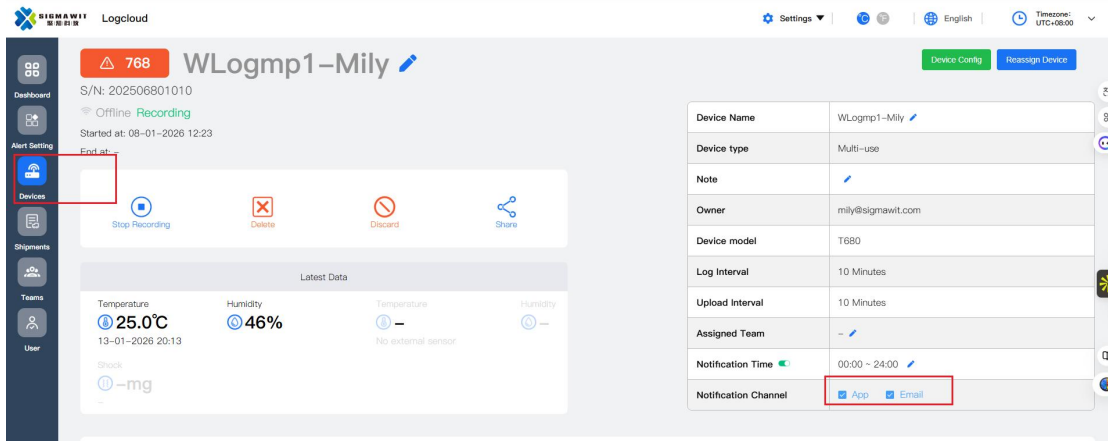 SIGMAWIT Logcloud
Settings
°C °F
English
Timezone:
UTC+08:00
Dashboard
Alert Setting
Devices
Shipments
Teams
User
768 WLogmp1-Mily
S/N: 202506801010
Offline Recording
Started at: 08-01-2026 12:23
End at: -
Stop Recording
Delete
Discard
Share
Latest Data
Temperature
25.0°C
13-01-2026 20:13
Humidity
46%
Temperature
-
No external sensor
Humidity
-
Shock
-mg
-
Device Config
Reassign Device
Device Name WLogmp1-Mily
Device type Multi-use
Note
Owner mily@sigmawit.com
Device model T680
Log Interval 10 Minutes
Upload Interval 10 Minutes
Assigned Team -
Notification Time 00:00 ~ 24:00
Notification Channel App Email